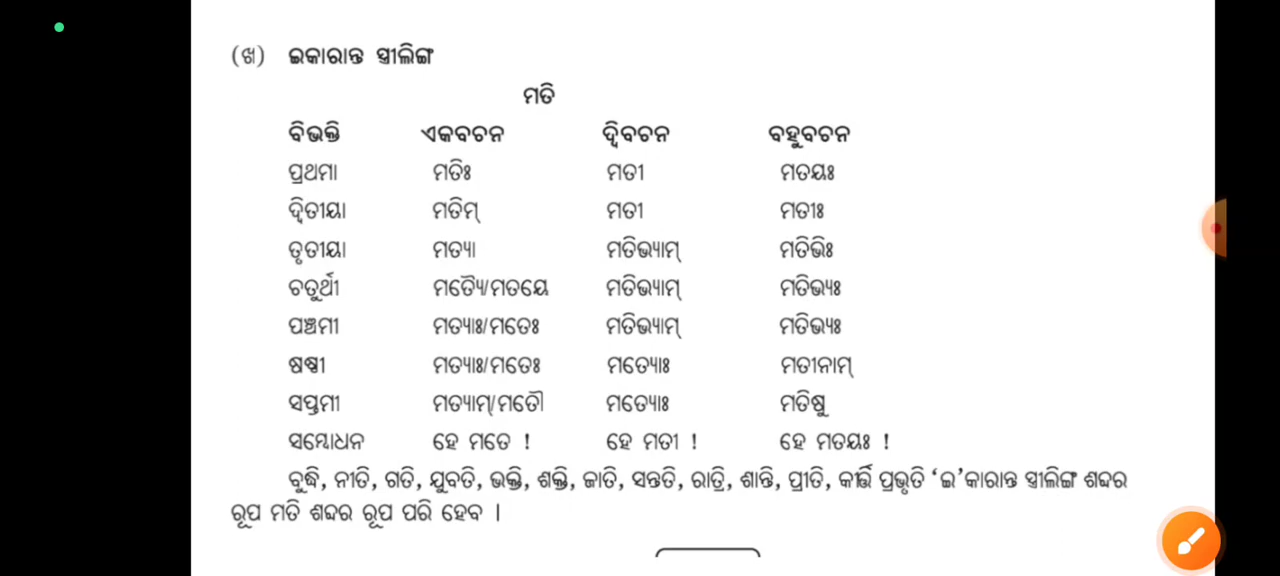 (ଖ) ଇକାରାନ୍ତ ସ୍ତ୍ରୀଲିଙ୍ଗ
ମତି
ବିଭକ୍ତି ଏକବଚନ ଦ୍ୱିବଚନ ବହୁବଚନ
ପ୍ରଥମା ମତିଃ ମତୀ ମତୟଃ
ଦ୍ୱିତୀୟା ମତିମ୍ ମତୀ ମତୀଃ
ତୃତୀୟା ମତ୍ୟା ମତିଭ୍ୟାମ୍ ମତିଭିଃ
ଚତୁର୍ଥୀ ମତ୍ୟୈ/ମତୟେ ମତିଭ୍ୟାମ୍ ମତିଭ୍ୟଃ
ପଞ୍ଚମୀ ମତ୍ୟାଃ/ମତେଃ ମତିଭ୍ୟାମ୍ ମତିଭ୍ୟଃ
ଷଷ୍ଠୀ ମତ୍ୟାଃ/ମତେଃ ମତ୍ୟୋଃ ମତୀନାମ୍
ସପ୍ତମୀ ମତ୍ୟାମ୍/ମତୌ ମତ୍ୟୋଃ ମତିଷୁ
ସମ୍ବୋଧନ ହେ ମତେ ! ହେ ମତୀ ! ହେ ମତୟଃ !
ବୁଦ୍ଧି, ନୀତି, ଗତି, ଯୁବତି, ଭକ୍ତି, ଶକ୍ତି, ଜାତି, ସନ୍ତତି, ରାତ୍ରି, ଶାନ୍ତି, ପ୍ରୀତି, କୀର୍ତ୍ତି ପ୍ରଭୃତି ‘ଇ’କାରାନ୍ତ ସ୍ତ୍ରୀଲିଙ୍ଗ ଶବ୍ଦର
ରୂପ ମତି ଶବ୍ଦର ରୂପ ପରି ହେବ ।